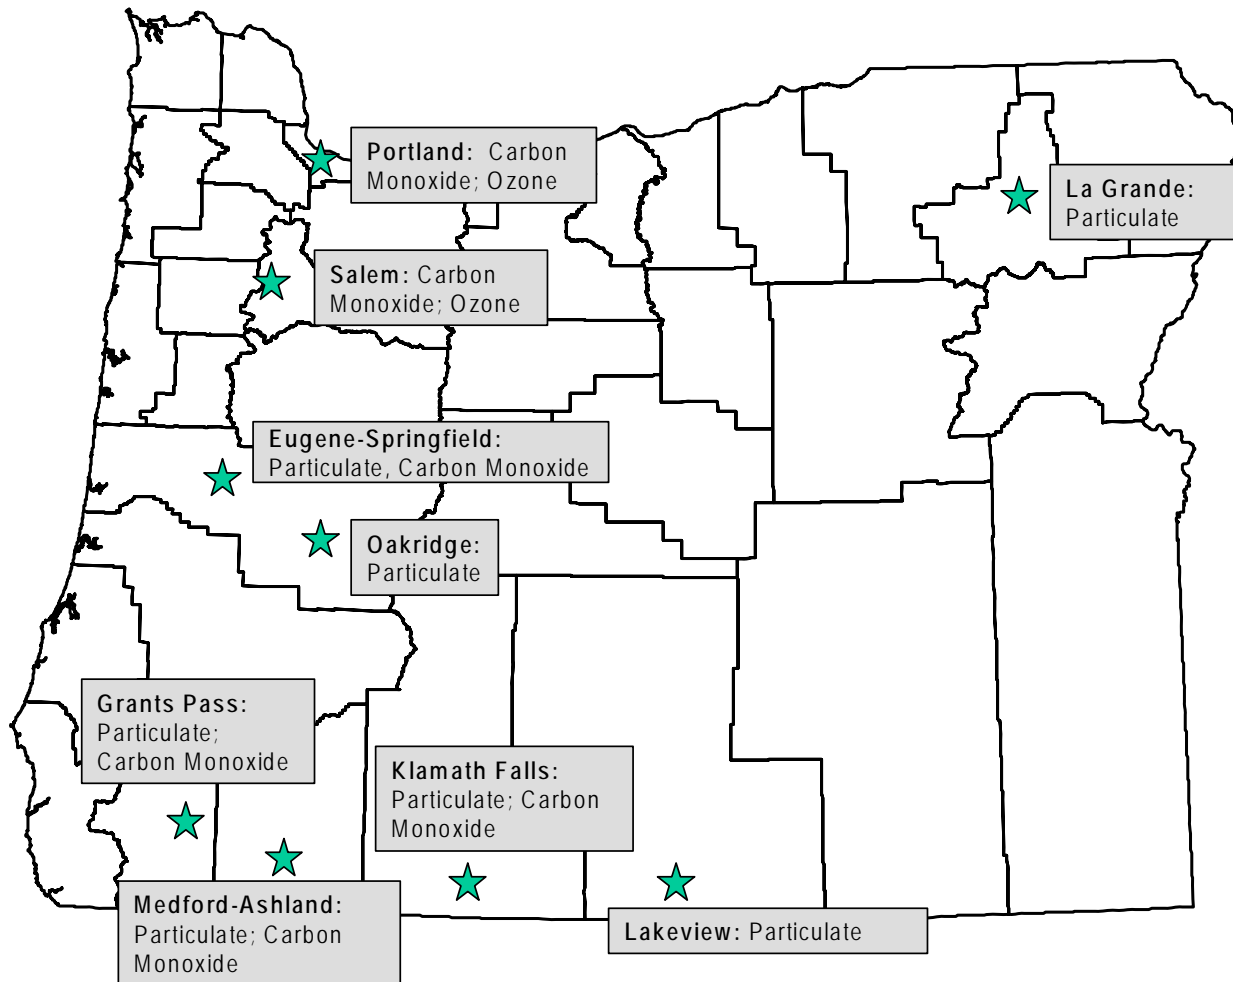 Portland: Carbon
Monoxide; Ozone
La Grande:
Particulate
Salem: Carbon
Monoxide; Ozone
Eugene-Springfield:
Particulate, Carbon Monoxide
Oakridge:
Particulate
Grants Pass:
Particulate;
Carbon Monoxide
Klamath Falls:
Particulate; Carbon
Monoxide
Medford-Ashland:
Particulate; Carbon
Monoxide
Lakeview: Particulate